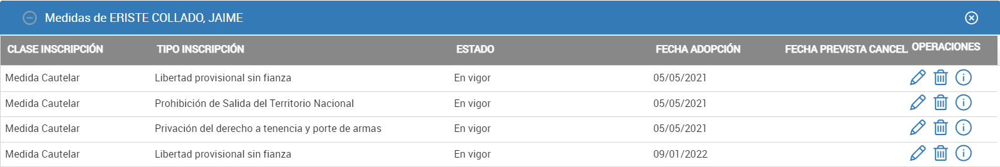 Medidas de ERISTE COLLADO, JAIME
CLASE INSCRIPCIÓN TIPO INSCRIPCIÓN ESTADO FECHA ADOPCIÓN FECHA PREVISTA CANCEL OPERACIONES
Medida Cautelar Libertad provisional sin fianza En vigor 05/05/2021
Medida Cautelar Prohibición de Salida del Territorio Nacional En vigor 05/05/2021
Medida Cautelar Privación del derecho a tenencia y porte de armas En vigor 05/05/2021
Medida Cautelar Libertad provisional sin fianza En vigor 09/01/2022